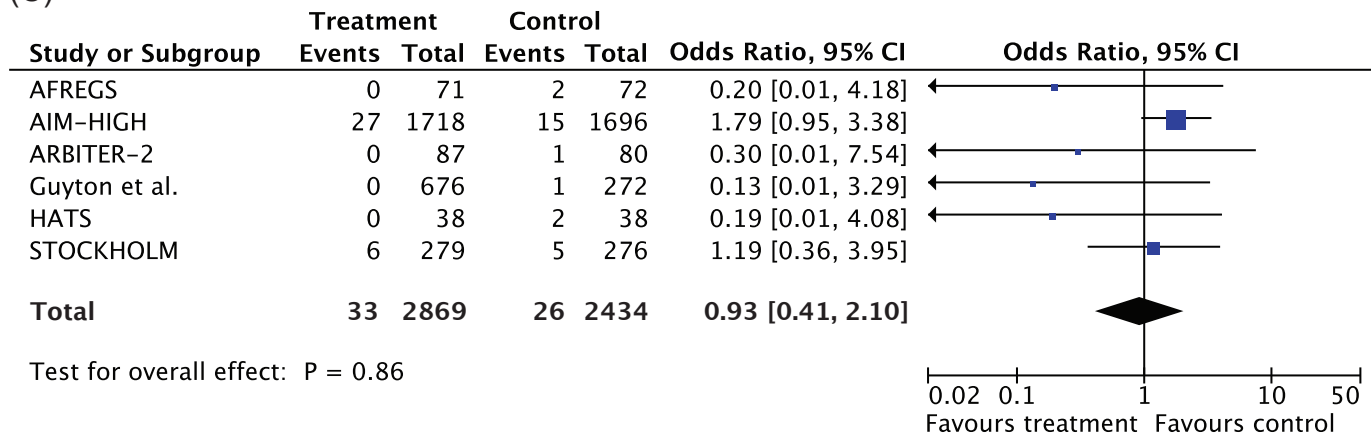 Treatment Control
Study or Subgroup Events Total Events Total Odds Ratio, 95% CI Odds Ratio, 95% CI
AFREGS 0 71 2 72 0.20 [0.01, 4.18]
AIM-HIGH 27 1718 15 1696 1.79 [0.95, 3.38]
ARBITER-2 0 87 1 80 0.30 [0.01, 7.54]
Guyton et al. 0 676 1 272 0.13 [0.01, 3.29]
HATS 0 38 2 38 0.19 [0.01, 4.08]
STOCKHOLM 6 279 5 276 1.19 [0.36, 3.95]
Total 33 2869 26 2434 0.93 [0.41, 2.10]
Test for overall effect: P = 0.86
0.02 0.1 1 10 50
Favours treatment Favours control